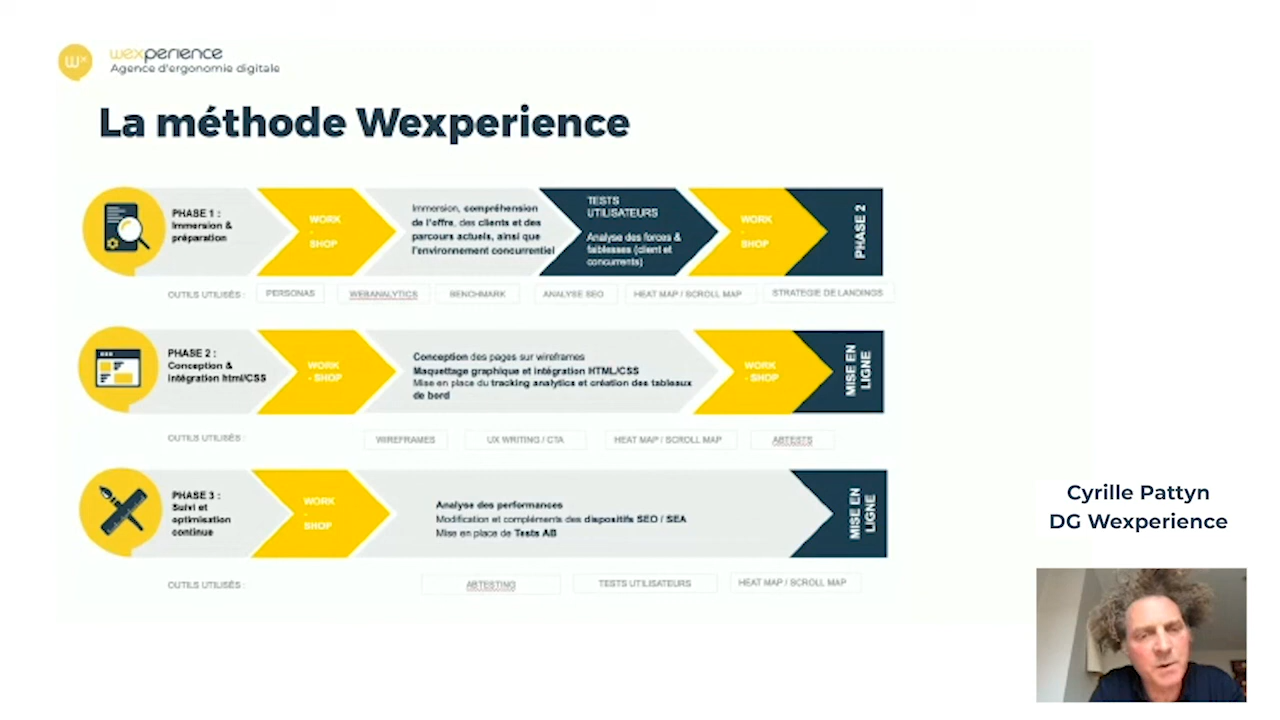 wexperience
Agence d'ergonomie digitale
La méthode Wexperience
PHASE 1 :
Immersion &
préparation
WORK
-
SHOP
Immersion, compréhension
de l'offre, des clients et des
parcours actuels, ainsi que
l'environnement concurrentiel
TESTS
UTILISATEURS
Analyse des forces &
faiblesses (client et
concurrents)
WORK
-
SHOP
PHASE 2
OUTILS UTILISÉS :
PERSONAS
WEBANALYTICS
BENCHMARK
ANALYSE SEO
HEAT MAP / SCROLL MAP
STRATEGIE DE LANDINGS
PHASE 2 :
Conception &
intégration html/CSS
WORK
- SHOP
Conception des pages sur wireframes
Maquettage graphique et intégration HTML/CSS
Mise en place du tracking analytics et création des tableaux
de bord
WORK
- SHOP
MISE EN
LIGNE
OUTILS UTILISÉS :
WIREFRAMES
UX WRITING / CTA
HEAT MAP / SCROLL MAP
ABTESTS
PHASE 3 :
Suivi et
optimisation
continue
WORK
-
SHOP
Analyse des performances
Modification et compléments des dispositifs SEO / SEA
Mise en place de Tests AB
MISE EN
LIGNE
OUTILS UTILISÉS :
ABTESTING
TESTS UTILISATEURS
HEAT MAP / SCROLL MAP
Cyrille Pattyn
DG Wexperience